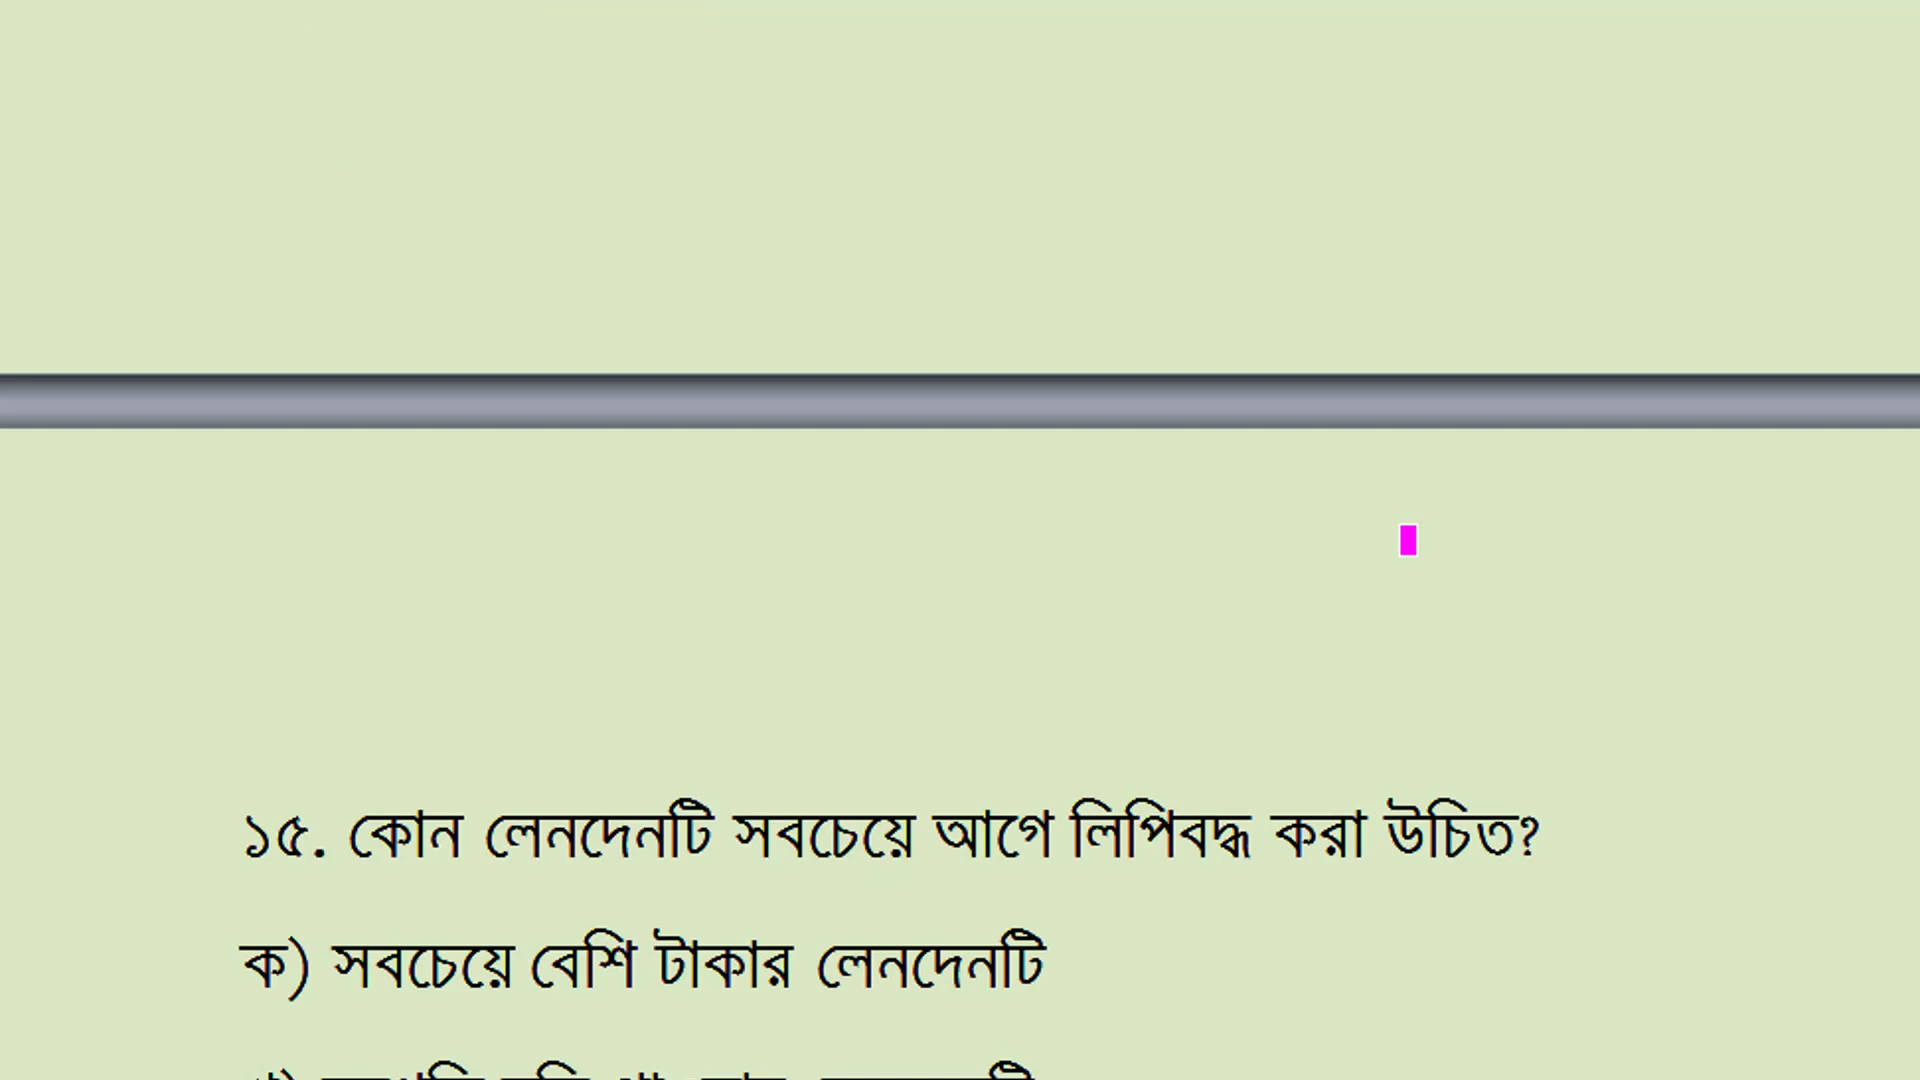 ১৫. কোন লেনদেনটি সবচেয়ে আগে লিপিবদ্ধ করা উচিত?
ক) সবচেয়ে বেশি টাকার লেনদেনটি